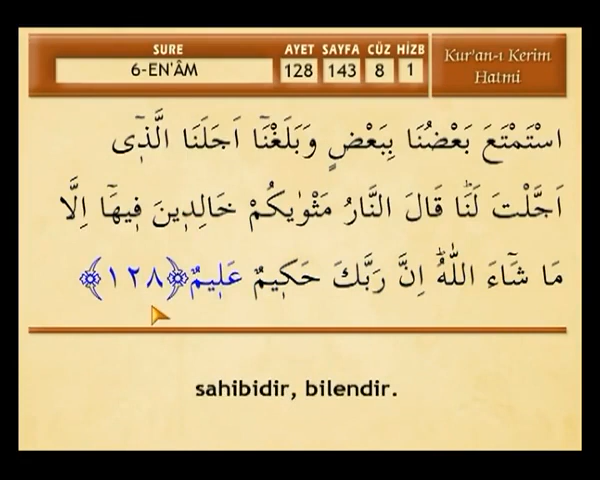 SURE AYET SAYFA CÜZ HİZB
6-EN'ÂM 128 143 8 1
Kur'an-ı Kerim
Hatmi
اسْتَمْتَعَ بَعْضُنَا بِبَعْضٍ وَبَلَغْنَٓا اَجَلَنَا الَّذ۪ٓى
اَجَّلْتَ لَنَاۜ قَالَ النَّارُ مَثْوٰيكُمْ خَالِد۪ينَ ف۪يهَٓا اِلَّا
مَا شَٓاءَ اللّٰهُۜ اِنَّ رَبَّكَ حَك۪يمٌ عَل۪يمٌ ﴿١٢٨﴾
sahibidir, bilendir.